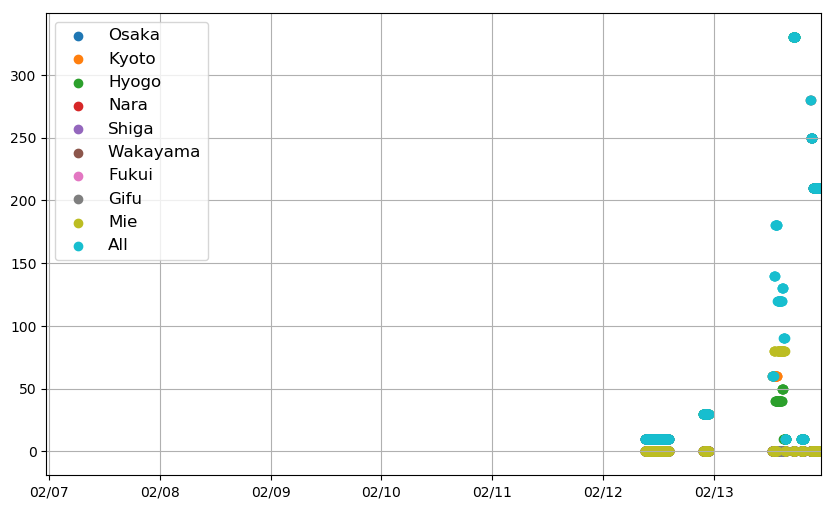 Osaka
Kyoto
Hyogo
Nara
Shiga
Wakayama
Fukui
Gifu
Mie
All
300
250
200
150
100
50
0
02/07 02/08 02/09 02/10 02/11 02/12 02/13